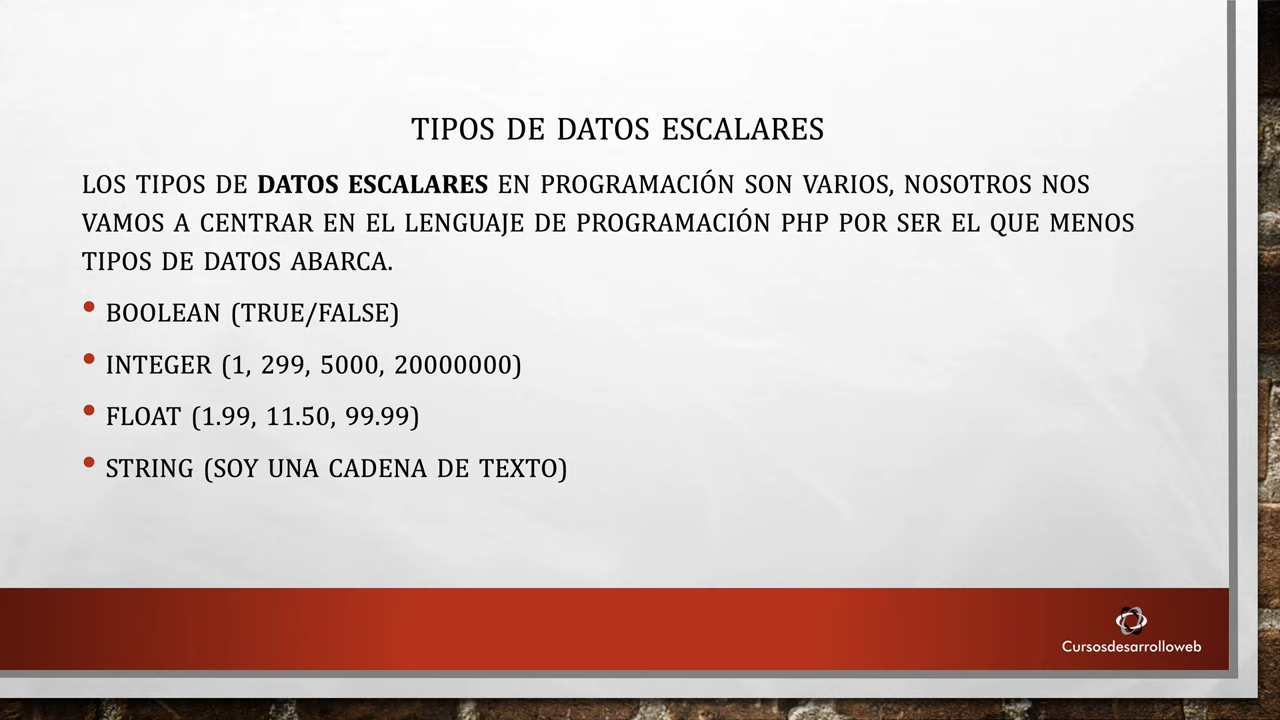 TIPOS DE DATOS ESCALARES
LOS TIPOS DE DATOS ESCALARES EN PROGRAMACIÓN SON VARIOS, NOSOTROS NOS
VAMOS A CENTRAR EN EL LENGUAJE DE PROGRAMACIÓN PHP POR SER EL QUE MENOS
TIPOS DE DATOS ABARCA.
• BOOLEAN (TRUE/FALSE)
• INTEGER (1, 299, 5000, 20000000)
• FLOAT (1.99, 11.50, 99.99)
• STRING (SOY UNA CADENA DE TEXTO)
Cursosdesarrolloweb